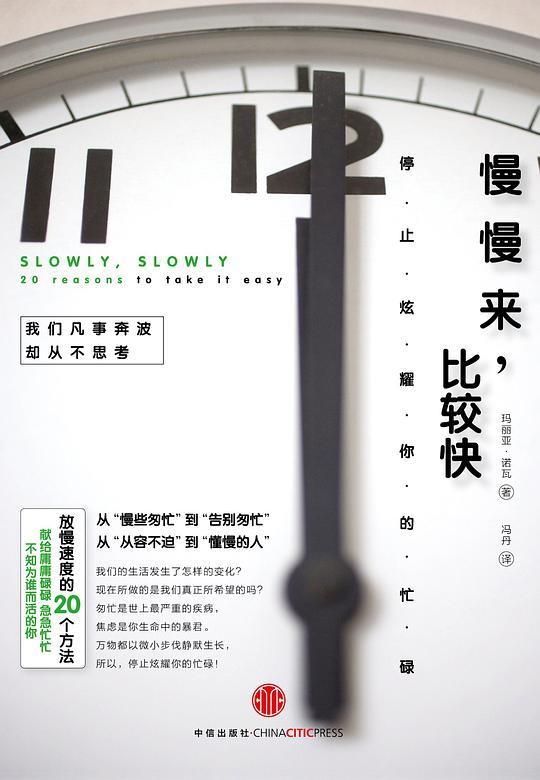 12
11
慢慢来，
比较快
停·止·炫·耀·你·的·忙·碌
玛丽亚·诺瓦 著
冯丹 译
SLOWLY, SLOWLY
20 reasons to take it easy
我们凡事奔波
却从不思考
放慢速度的20个方法
献给庸庸碌碌 急急忙忙
不知为谁而活的你
从“慢些匆忙”到“告别匆忙”
从“从容不迫”到“懂慢的人”
我们的生活发生了怎样的变化？
现在所做的是我们真正所希望的吗？
匆忙是世上最严重的疾病，
焦虑是你生命中的暴君。
万物都以微小步伐静默生长，
所以，停止炫耀你的忙碌！
中信出版社·CHINACITICPRESS